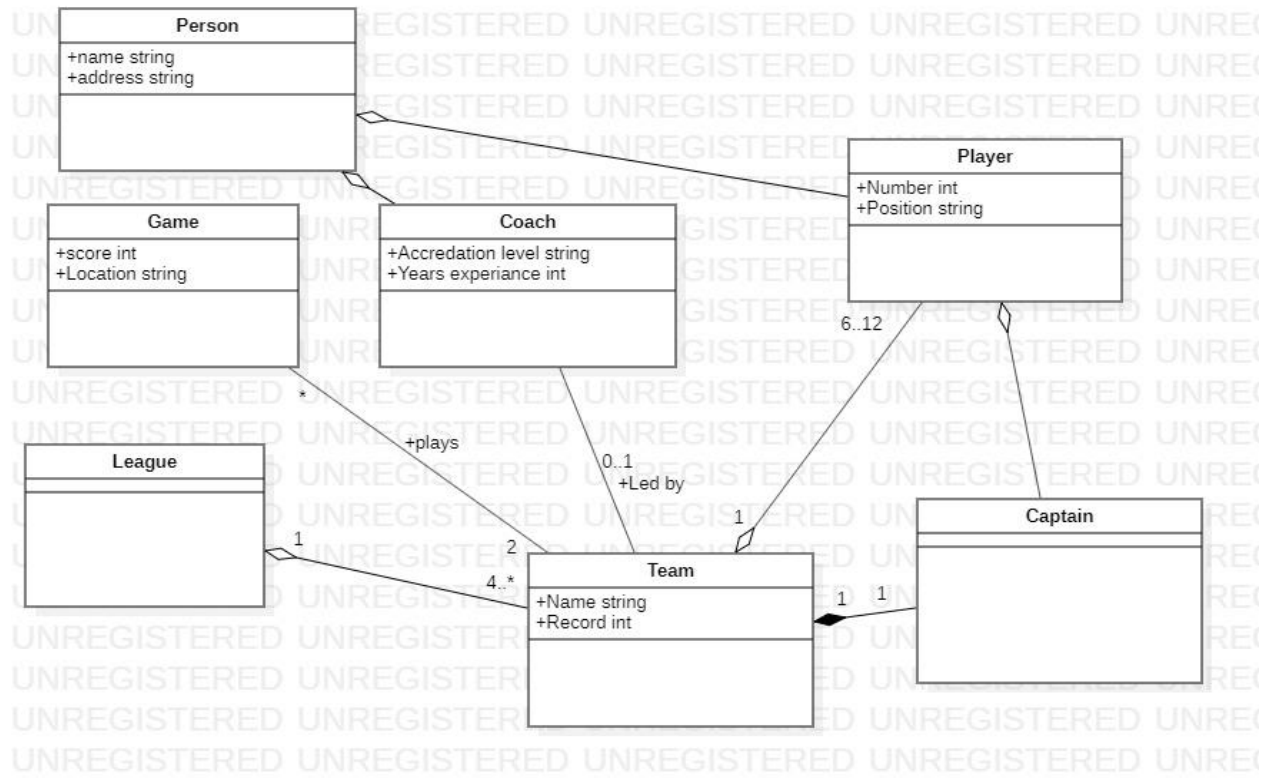 Person
+name string
+address string
Player
+Number int
+Position string
Game
+score int
+Location string
Coach
+Accredation level string
+Years experiance int
6..12
*
+plays
0..1
+Led by
League
1
2
4..*
1
Team
+Name string
+Record int
1
1
Captain
UNREGISTERED